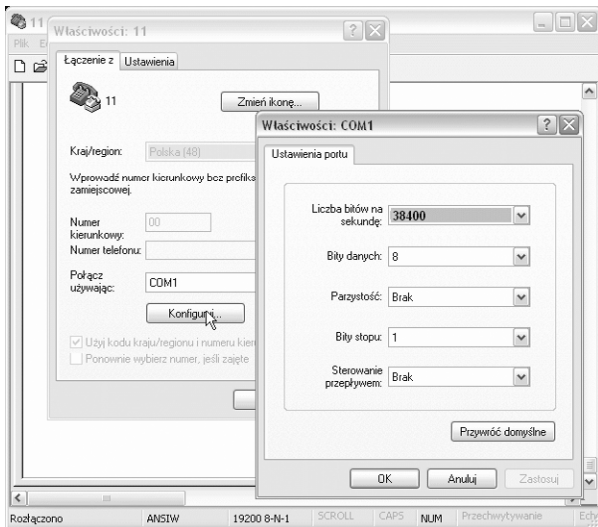 11
Właściwości: 11
Plik
Łączenie z
Ustawienia
11
Zmień ikonę...
Kraj/region:
Polska (48)
Wprowadź numer kierunkowy bez prefiks
zamiejscowej.
Numer
kierunkowy:
00
Numer telefonu:
Połącz
używając:
COM1
Konfiguruj...
Użyj kodu kraju/regionu i numeru kier
Ponownie wybierz numer, jeśli zajęte
Właściwości: COM1
Ustawienia portu
Liczba bitów na
sekundę:
38400
Bity danych:
8
Parzystość:
Brak
Bity stopu:
1
Sterowanie
przepływem:
Brak
Przywróć domyślne
OK
Anuluj
Zastosuj
Rozłączono
ANSIW
19200 8-N-1
SCROLL
CAPS
NUM
Przechwytywanie